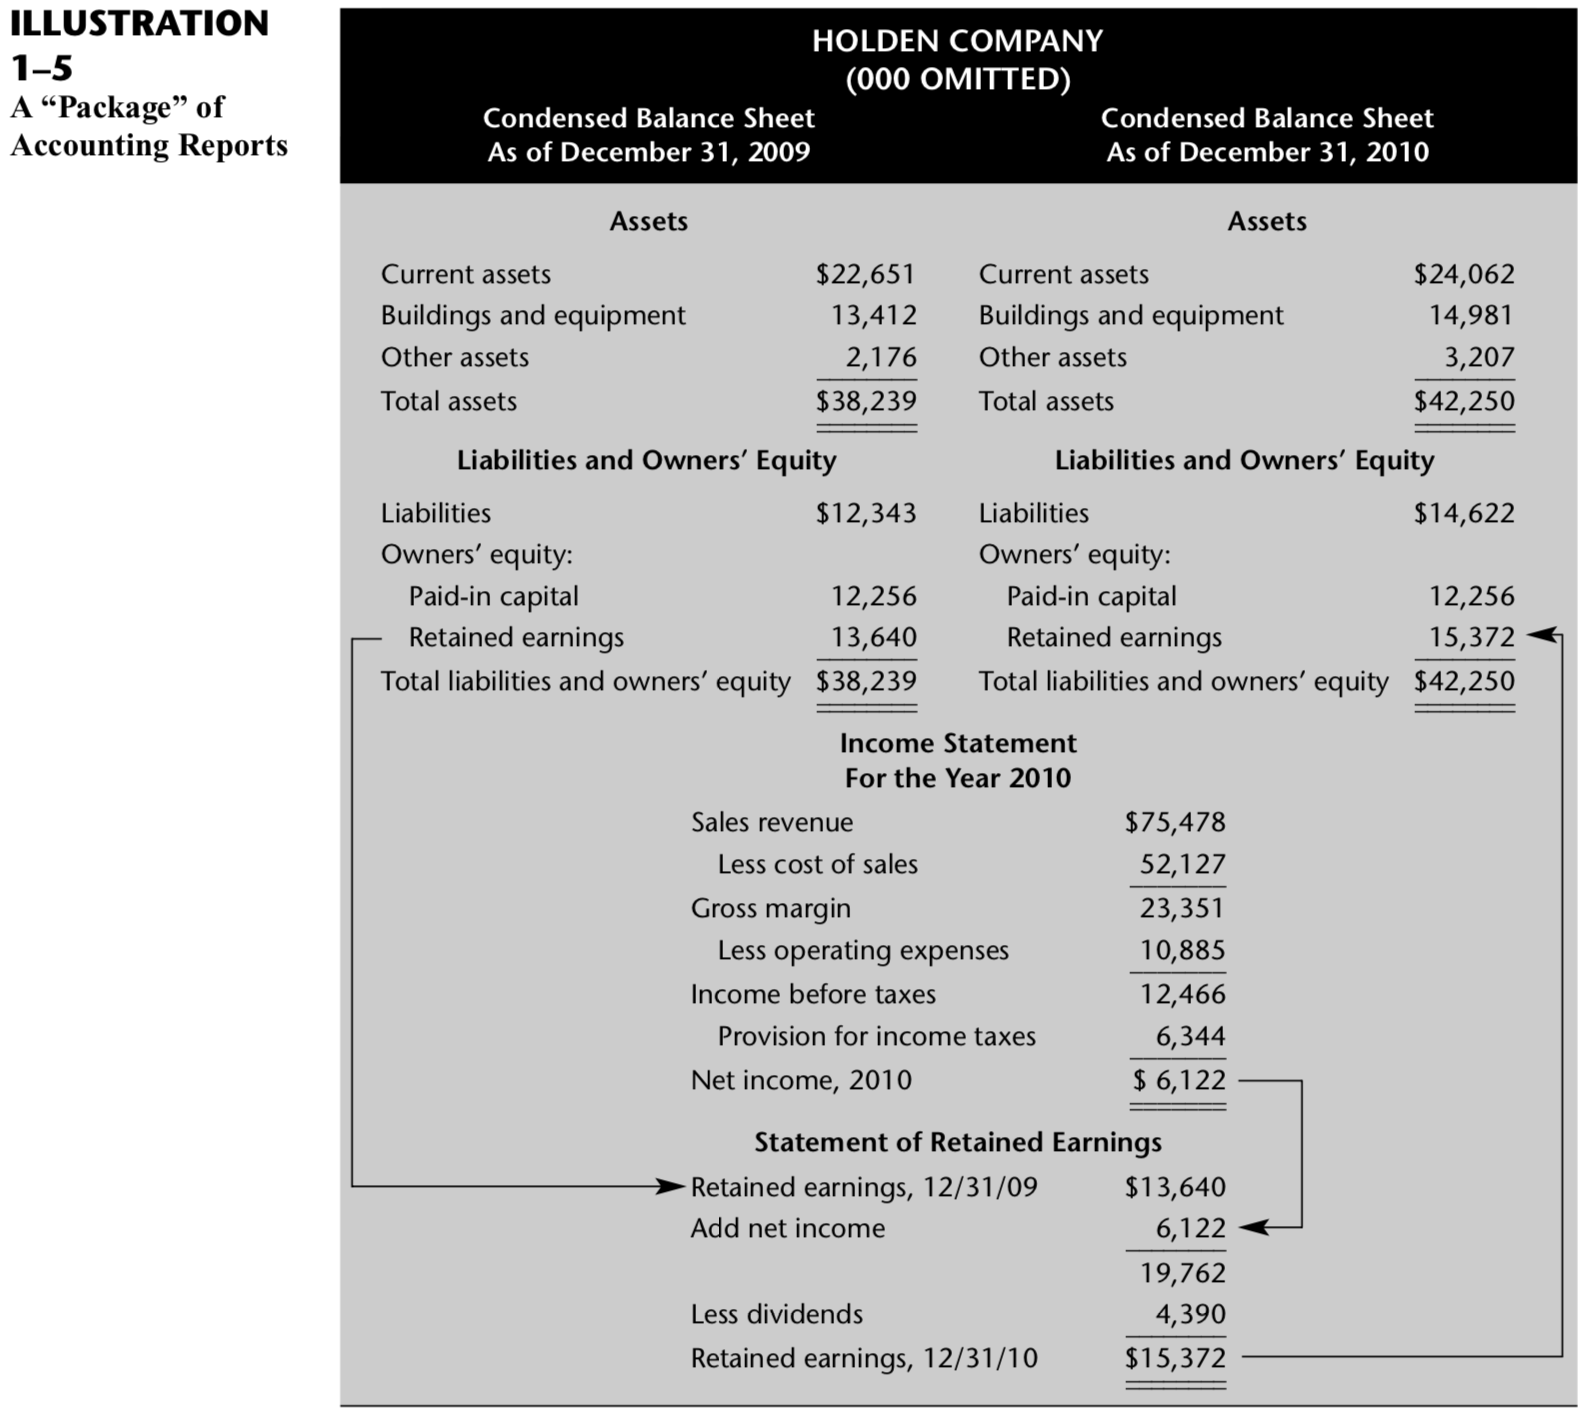 ILLUSTRATION
1–5
A “Package” of
Accounting Reports
HOLDEN COMPANY
(000 OMITTED)
Condensed Balance Sheet
As of December 31, 2009
Condensed Balance Sheet
As of December 31, 2010
Assets
Current assets $22,651
Buildings and equipment 13,412
Other assets 2,176
Total assets $38,239
Liabilities and Owners’ Equity
Liabilities $12,343
Owners’ equity:
Paid-in capital 12,256
Retained earnings 13,640
Total liabilities and owners’ equity $38,239
Assets
Current assets $24,062
Buildings and equipment 14,981
Other assets 3,207
Total assets $42,250
Liabilities and Owners’ Equity
Liabilities $14,622
Owners’ equity:
Paid-in capital 12,256
Retained earnings 15,372
Total liabilities and owners’ equity $42,250
Income Statement
For the Year 2010
Sales revenue $75,478
Less cost of sales 52,127
Gross margin 23,351
Less operating expenses 10,885
Income before taxes 12,466
Provision for income taxes 6,344
Net income, 2010 $ 6,122
Statement of Retained Earnings
Retained earnings, 12/31/09 $13,640
Add net income 6,122
19,762
Less dividends 4,390
Retained earnings, 12/31/10 $15,372